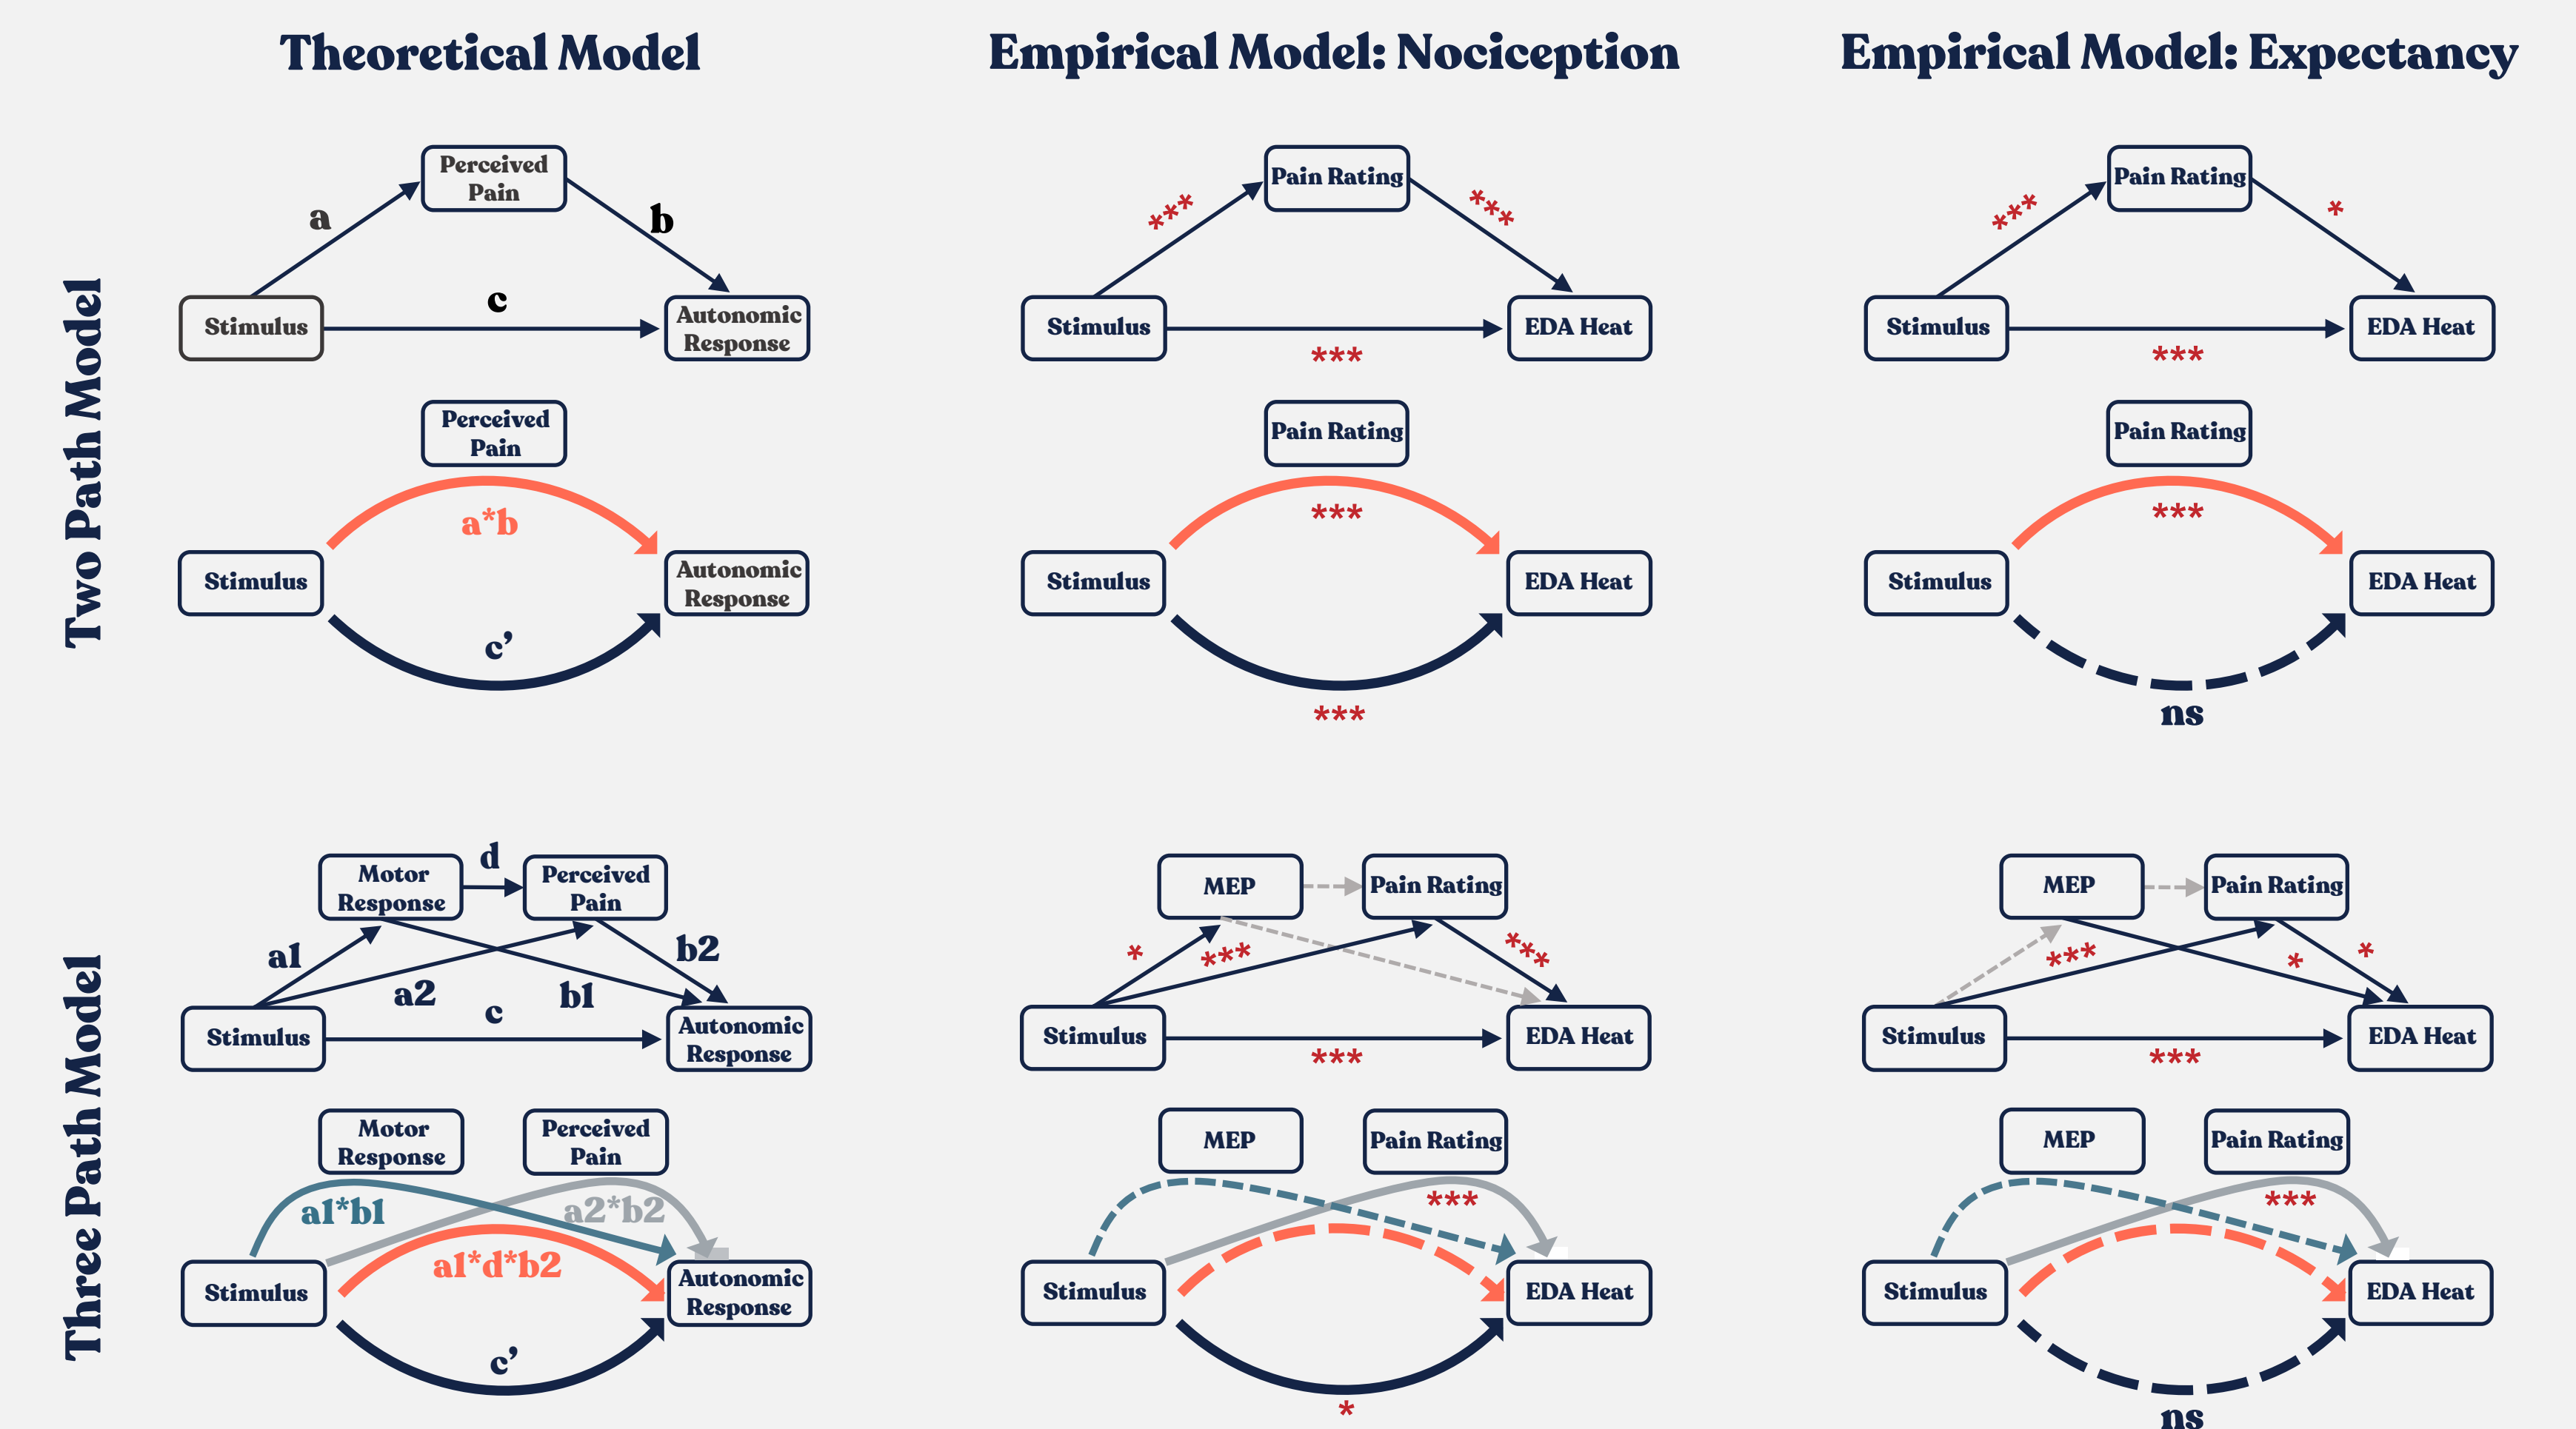 Theoretical Model
Empirical Model: Nociception
Empirical Model: Expectancy
Two Path Model
Perceived
Pain
a
b
Stimulus
c
Autonomic
Response
Pain Rating
***
***
Stimulus
EDA Heat
***
Pain Rating
***
*
Stimulus
EDA Heat
***
Perceived
Pain
a*b
Stimulus
Autonomic
Response
c’
Pain Rating
***
Stimulus
EDA Heat
***
Pain Rating
***
Stimulus
EDA Heat
ns
Three Path Model
Motor
Response
d
Perceived
Pain
a1
b2
a2
b1
c
Stimulus
Autonomic
Response
MEP
Pain Rating
*
***
***
Stimulus
EDA Heat
***
MEP
Pain Rating
***
*
*
Stimulus
EDA Heat
***
Motor
Response
Perceived
Pain
a1*b1
a2*b2
a1*d*b2
Stimulus
Autonomic
Response
c’
MEP
Pain Rating
***
Stimulus
EDA Heat
*
MEP
Pain Rating
***
Stimulus
EDA Heat
ns